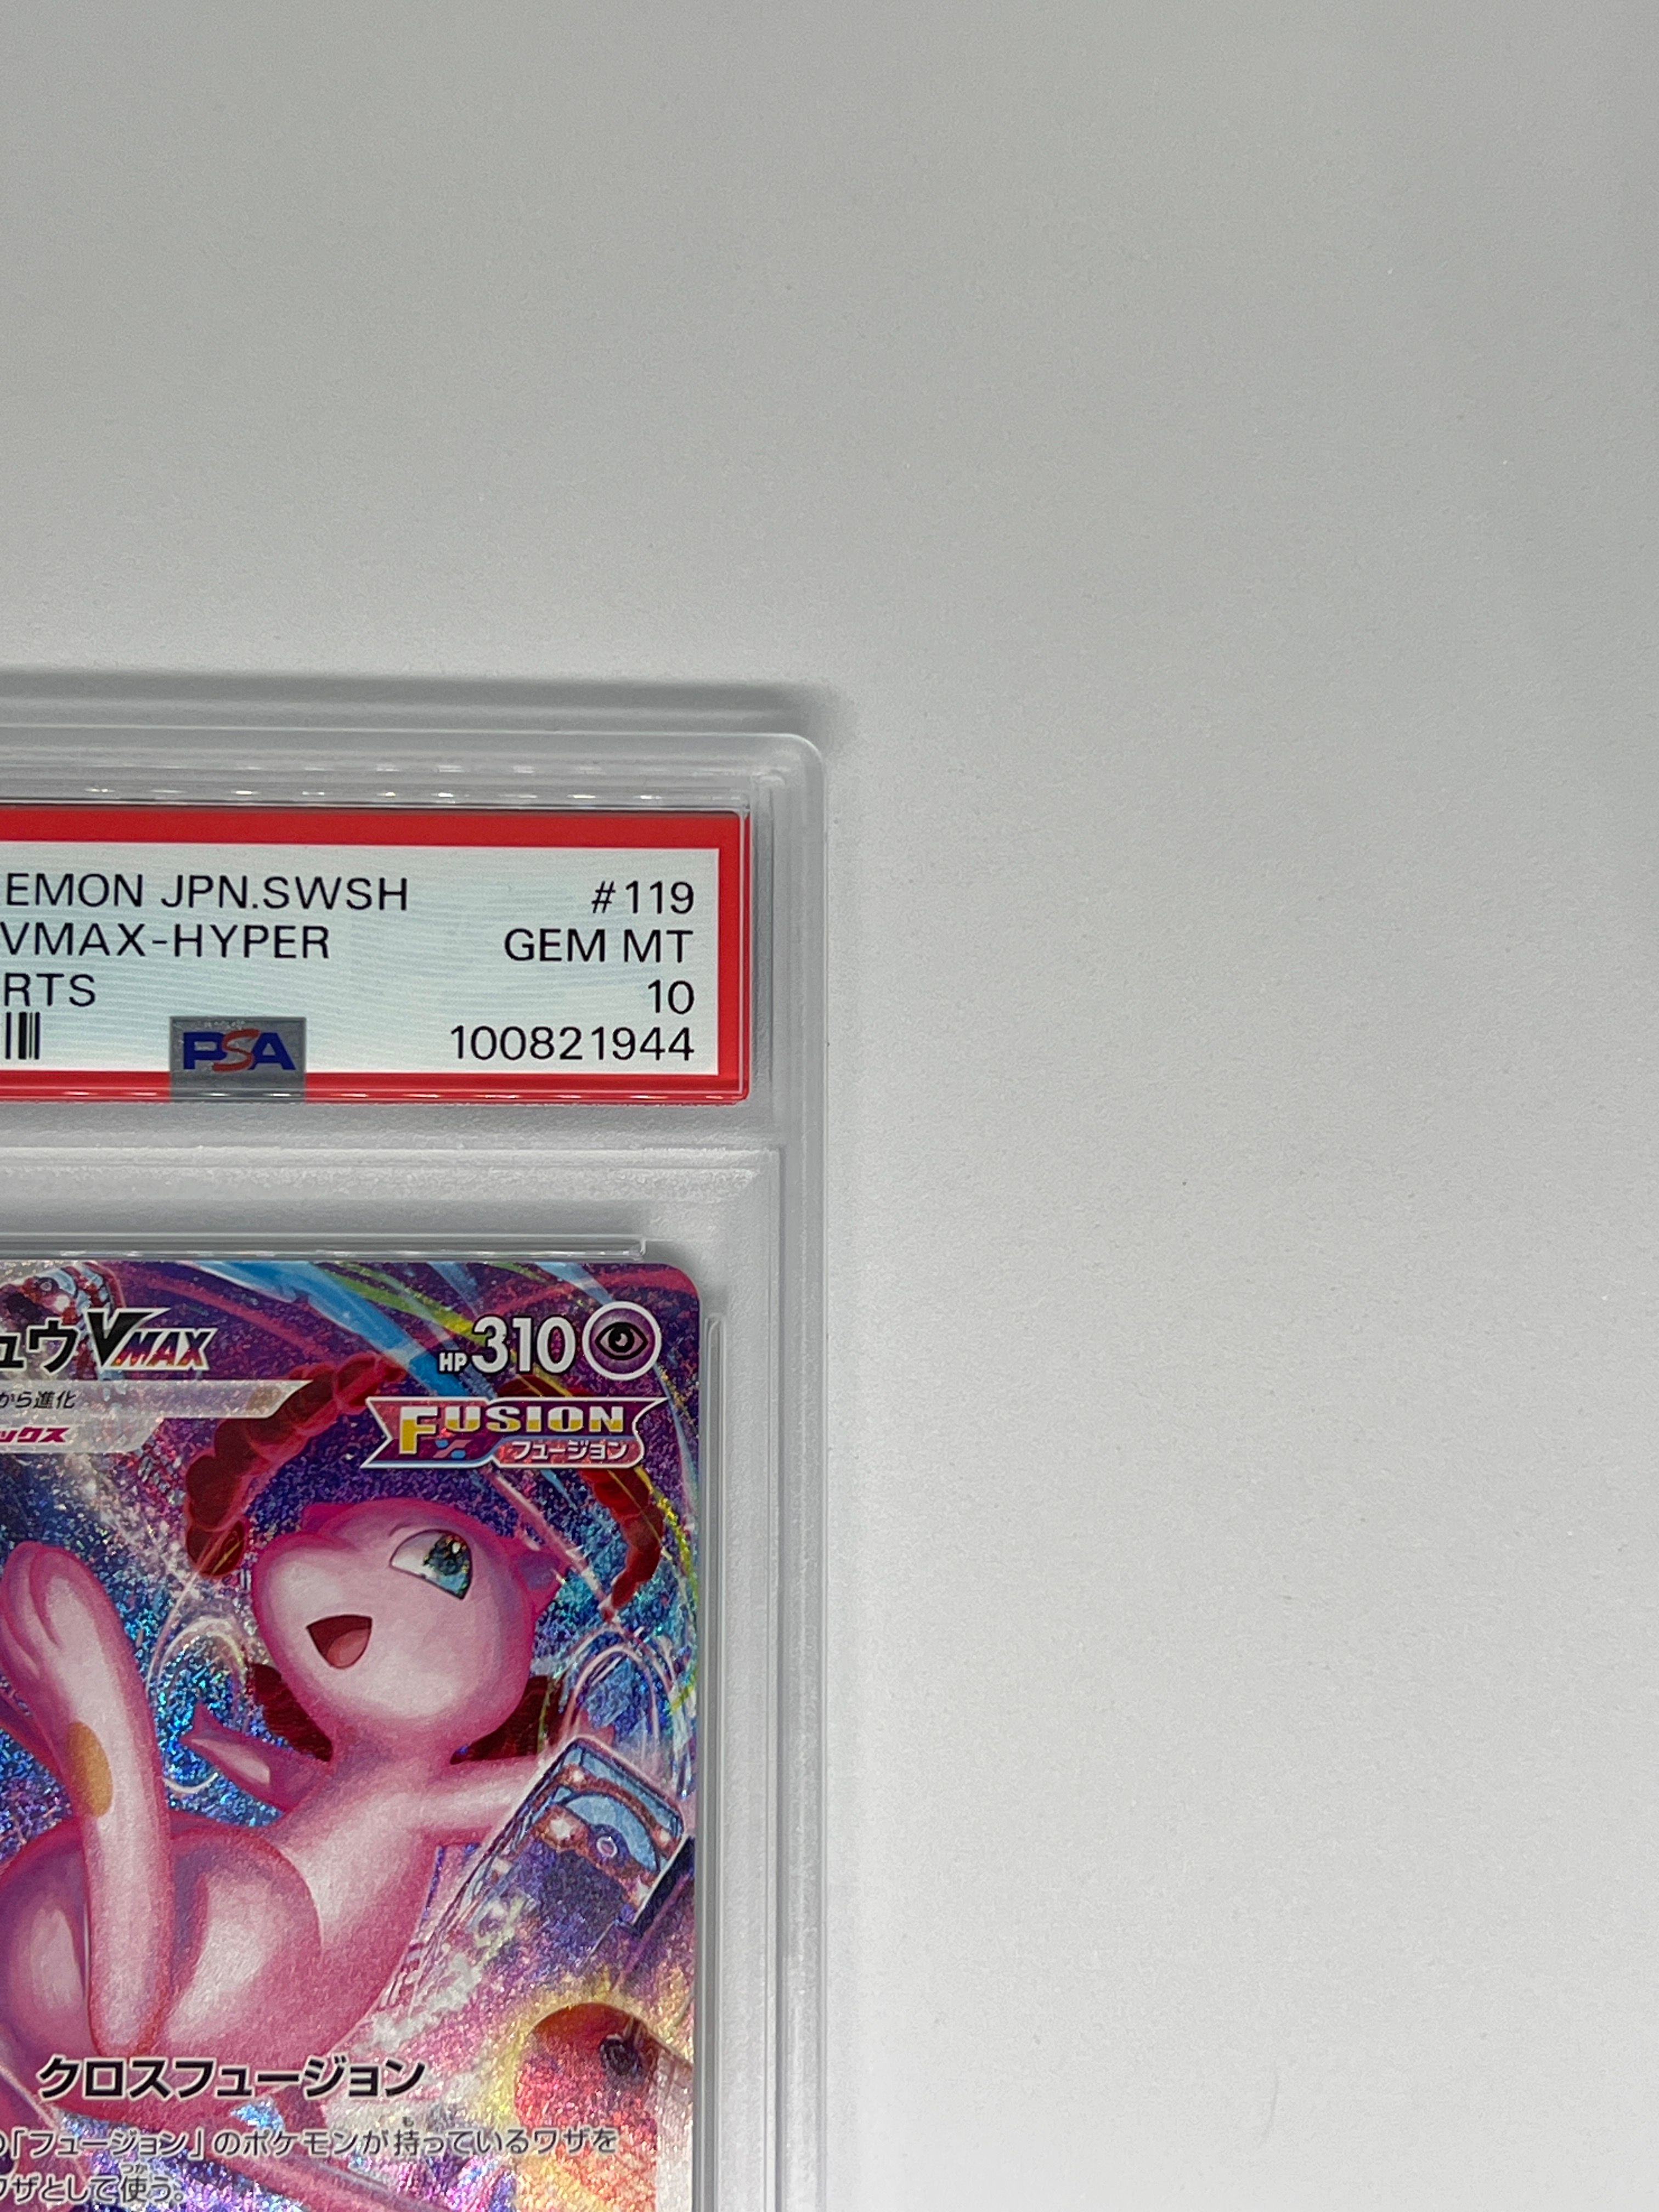 EMON JPN.SWSH #119
VMAX-HYPER GEM MT
RTS 10
PSA 100821944
ュウVMAX HP310
から進化
ックス
FUSION
フュージョン
クロスフュージョン
の「フュージョン」のポケモンが持っているワザを
ワザとして使う。